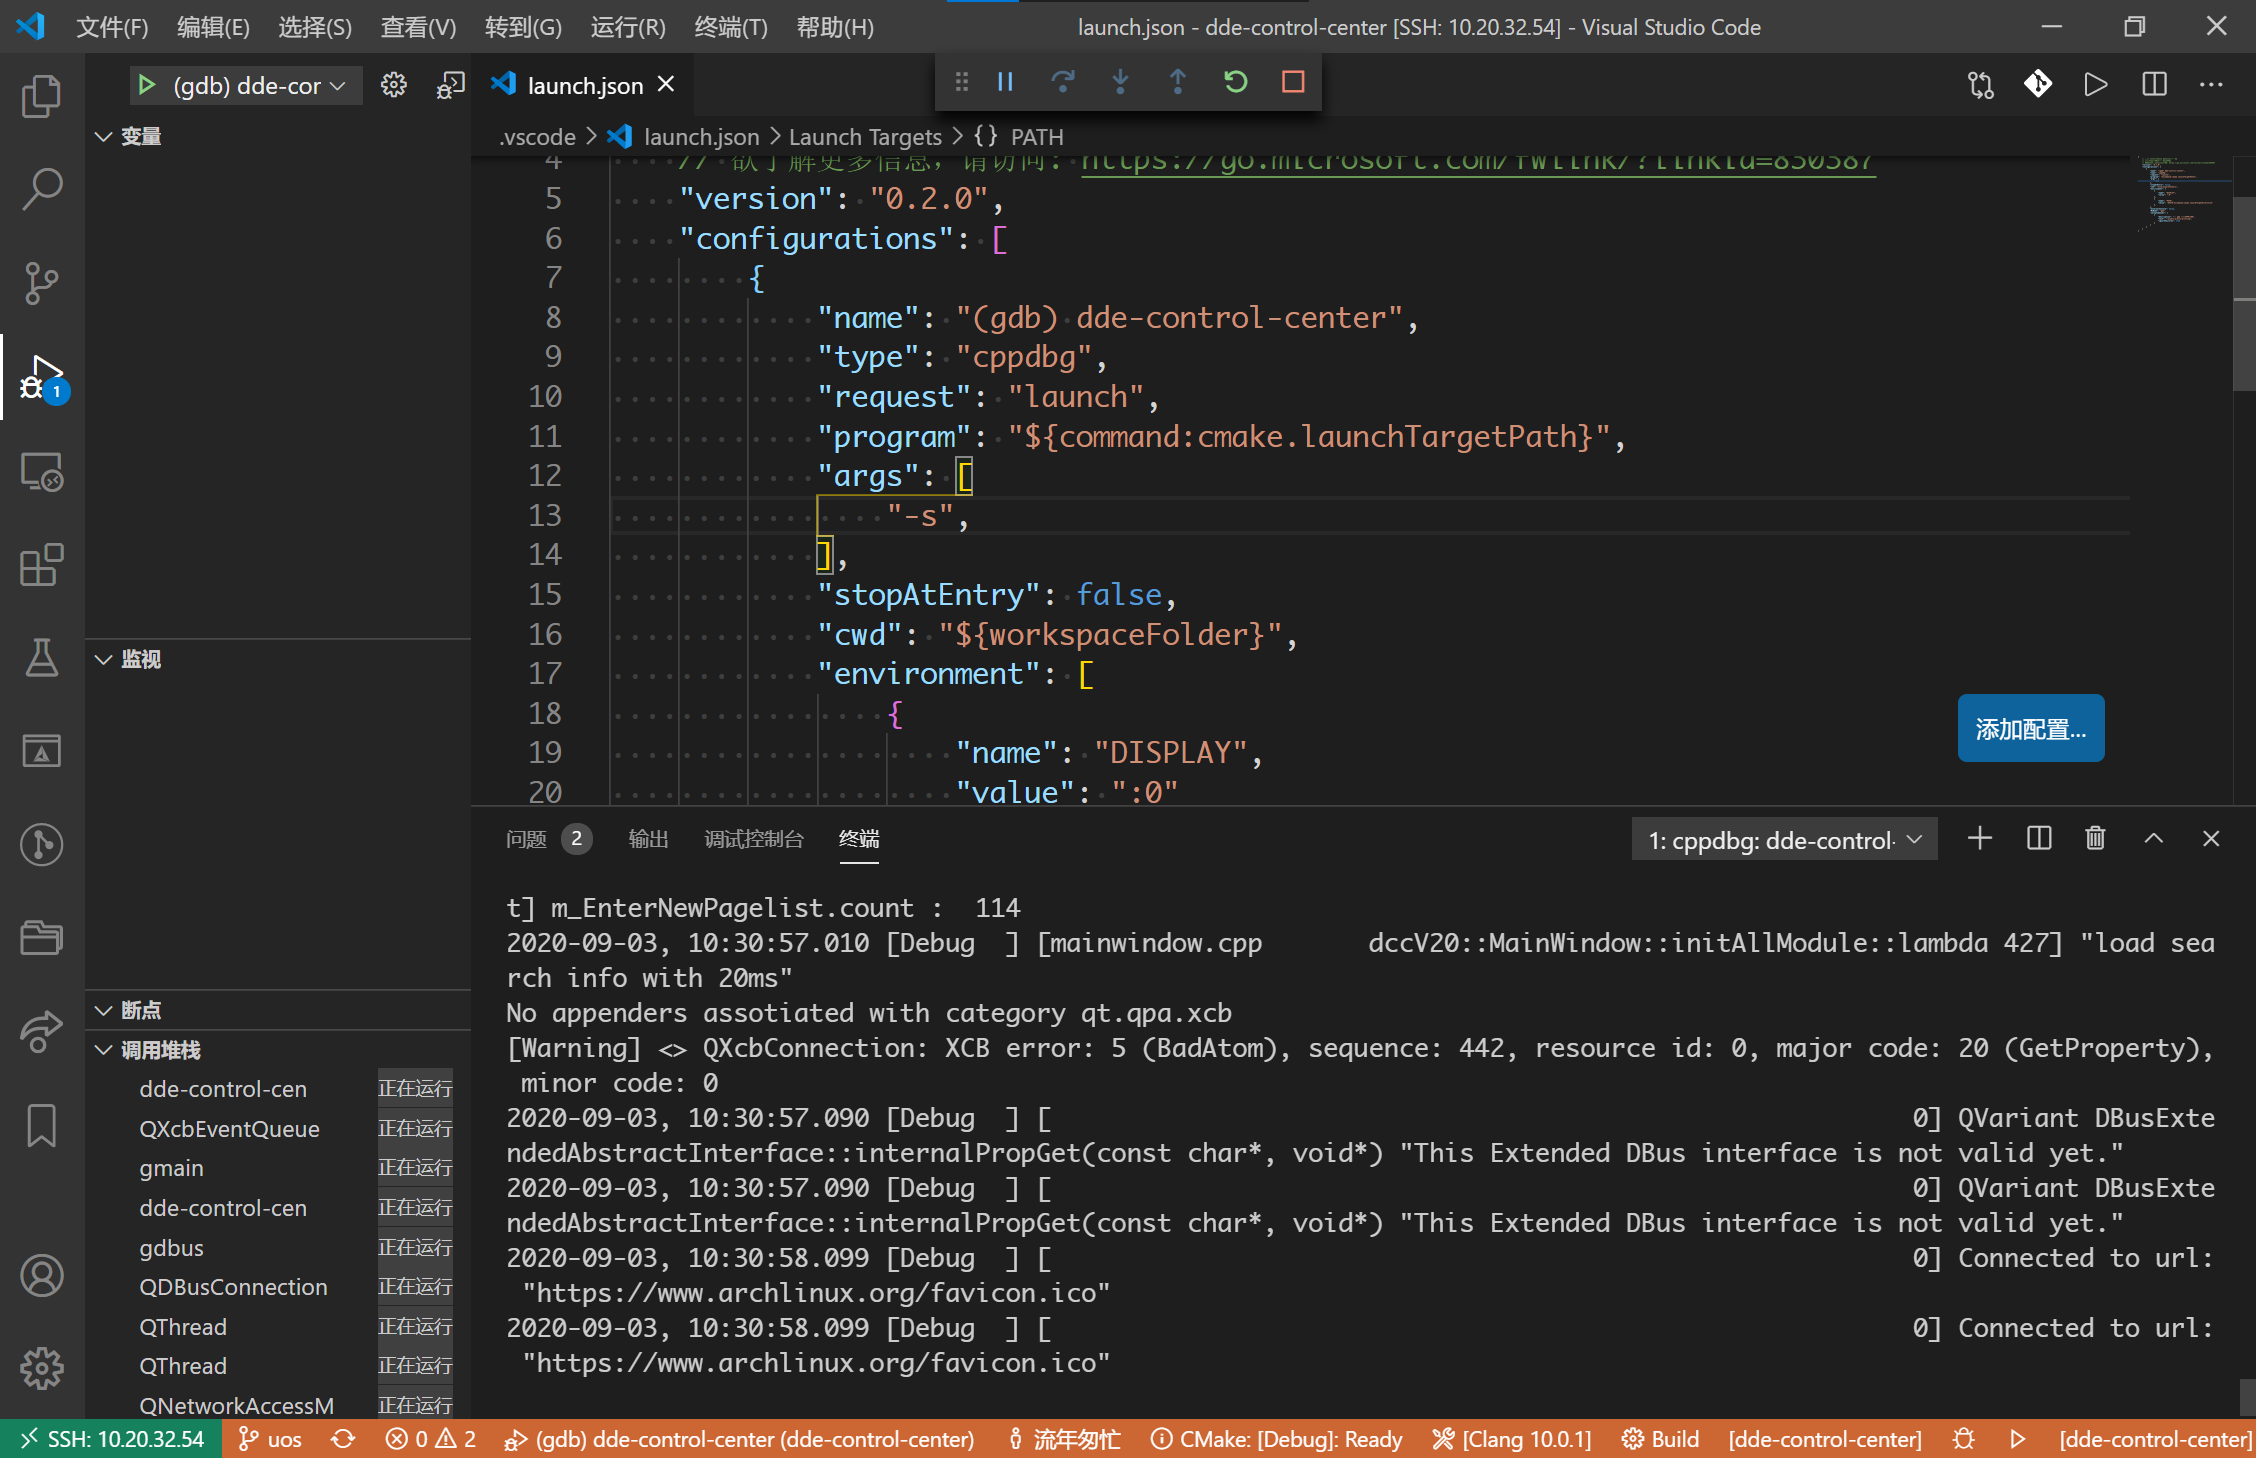 文件(F) 编辑(E) 选择(S) 查看(V) 转到(G) 运行(R) 终端(T) 帮助(H) launch.json - dde-control-center [SSH: 10.20.32.54] - Visual Studio Code
(gdb) dde-cor
launch.json
变量
.vscode > launch.json > Launch Targets > {} PATH
4 // 欲了解更多信息，请访问: https://go.microsoft.com/fwlink/?linkid=830387
5 "version": "0.2.0",
6 "configurations": [
7 {
8 "name": "(gdb) dde-control-center",
9 "type": "cppdbg",
10 "request": "launch",
11 "program": "${command:cmake.launchTargetPath}",
12 "args": [
13 "-s",
14 ],
15 "stopAtEntry": false,
16 "cwd": "${workspaceFolder}",
17 "environment": [
18 {
19 "name": "DISPLAY",
20 "value": ":0"
添加配置...
1
监视
断点
调用堆栈
dde-control-cen 正在运行
QXcbEventQueue 正在运行
gmain 正在运行
dde-control-cen 正在运行
gdbus 正在运行
QDBusConnection 正在运行
QThread 正在运行
QThread 正在运行
QNetworkAccessM 正在运行
问题 2 输出 调试控制台 终端 1: cppdbg: dde-control-
t] m_EnterNewPagelist.count :  114
2020-09-03, 10:30:57.010 [Debug  ] [mainwindow.cpp       dccV20::MainWindow::initAllModule::lambda 427] "load sea
rch info with 20ms"
No appenders assotiated with category qt.qpa.xcb
[Warning] <> QXcbConnection: XCB error: 5 (BadAtom), sequence: 442, resource id: 0, major code: 20 (GetProperty),
minor code: 0
2020-09-03, 10:30:57.090 [Debug  ] [ 0] QVariant DBusExte
ndedAbstractInterface::internalPropGet(const char*, void*) "This Extended DBus interface is not valid yet."
2020-09-03, 10:30:57.090 [Debug  ] [ 0] QVariant DBusExte
ndedAbstractInterface::internalPropGet(const char*, void*) "This Extended DBus interface is not valid yet."
2020-09-03, 10:30:58.099 [Debug  ] [ 0] Connected to url:
"https://www.archlinux.org/favicon.ico"
2020-09-03, 10:30:58.099 [Debug  ] [ 0] Connected to url:
"https://www.archlinux.org/favicon.ico"
SSH: 10.20.32.54 uos 0 2 (gdb) dde-control-center (dde-control-center) 流年匆忙 CMake: [Debug]: Ready [Clang 10.0.1] Build [dde-control-center] [dde-control-center]